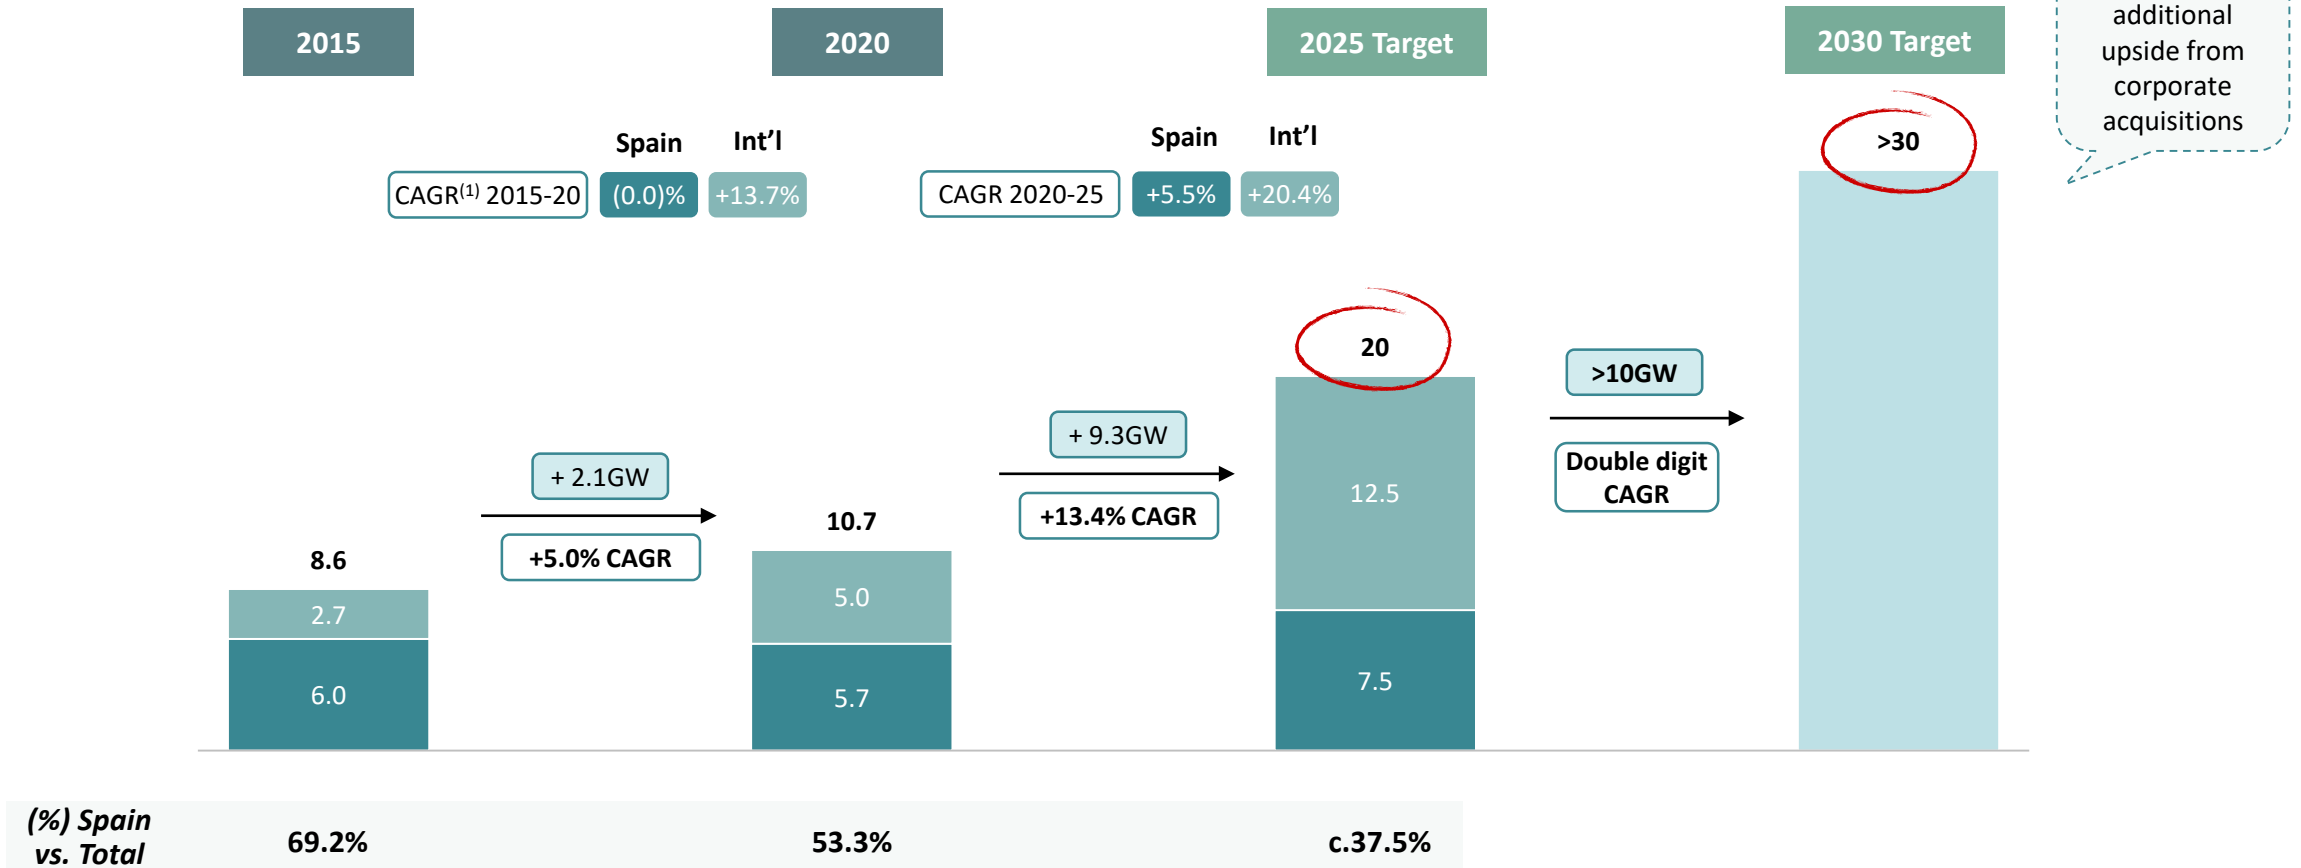 2015
2020
2025 Target
2030 Target
additional
upside from
corporate
acquisitions
Spain Int’l
CAGR(1) 2015-20 (0.0)% +13.7%
Spain Int’l
CAGR 2020-25 +5.5% +20.4%
8.6
2.7
6.0
+ 2.1GW
+5.0% CAGR
10.7
5.0
5.7
+ 9.3GW
+13.4% CAGR
20
12.5
7.5
>10GW
Double digit
CAGR
>30
(%) Spain
vs. Total
69.2%
53.3%
c.37.5%